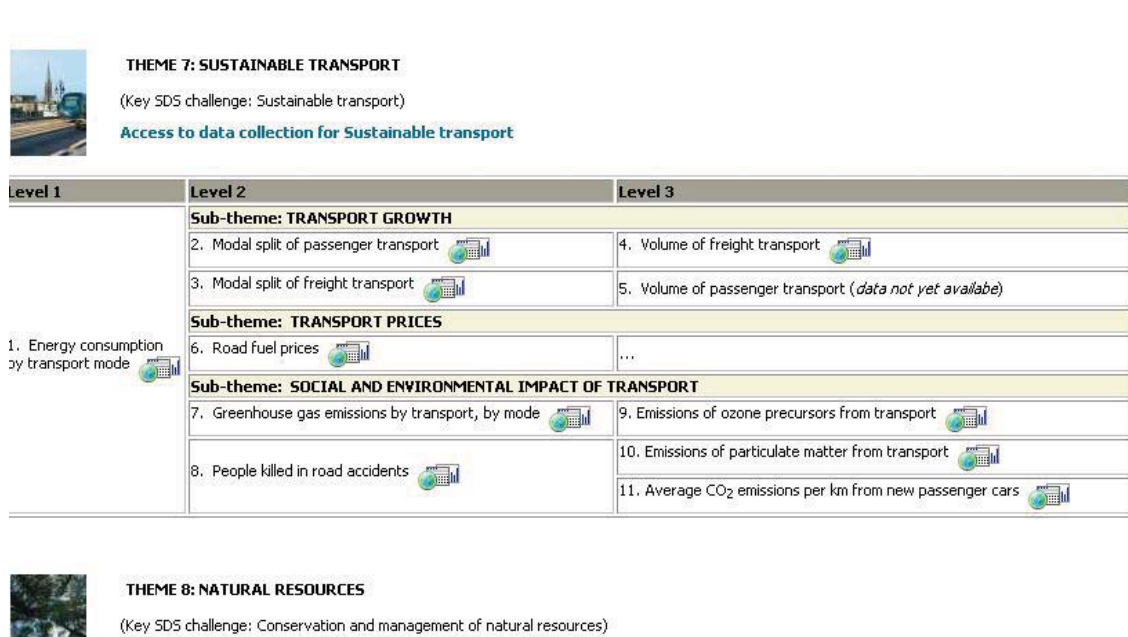 THEME 7: SUSTAINABLE TRANSPORT
(Key SDS challenge: Sustainable transport)
Access to data collection for Sustainable transport
Level 1 Level 2 Level 3
Sub-theme: TRANSPORT GROWTH
2. Modal split of passenger transport 4. Volume of freight transport
3. Modal split of freight transport 5. Volume of passenger transport (data not yet availabe)
Sub-theme: TRANSPORT PRICES
1. Energy consumption
by transport mode
6. Road fuel prices ...
Sub-theme: SOCIAL AND ENVIRONMENTAL IMPACT OF TRANSPORT
7. Greenhouse gas emissions by transport, by mode 9. Emissions of ozone precursors from transport
8. People killed in road accidents
10. Emissions of particulate matter from transport
11. Average CO₂ emissions per km from new passenger cars
THEME 8: NATURAL RESOURCES
(Key SDS challenge: Conservation and management of natural resources)